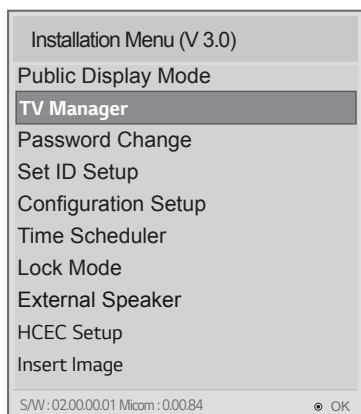 Installation Menu (V 3.0)
Public Display Mode
TV Manager
Password Change
Set ID Setup
Configuration Setup
Time Scheduler
Lock Mode
External Speaker
HCEC Setup
Insert Image
S/W : 02.00.00.01 Micom : 0.00.84 OK